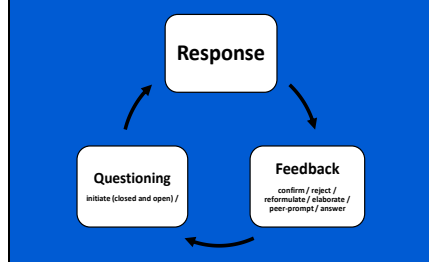 Response
Questioning
initiate (closed and open) /
Feedback
confirm / reject /
reformulate / elaborate /
peer-prompt / answer